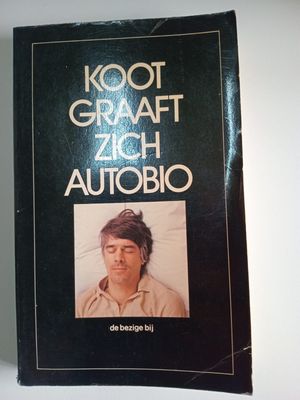 KOOT
GRAAFT
ZICH
AUTOBIO
de bezige bij